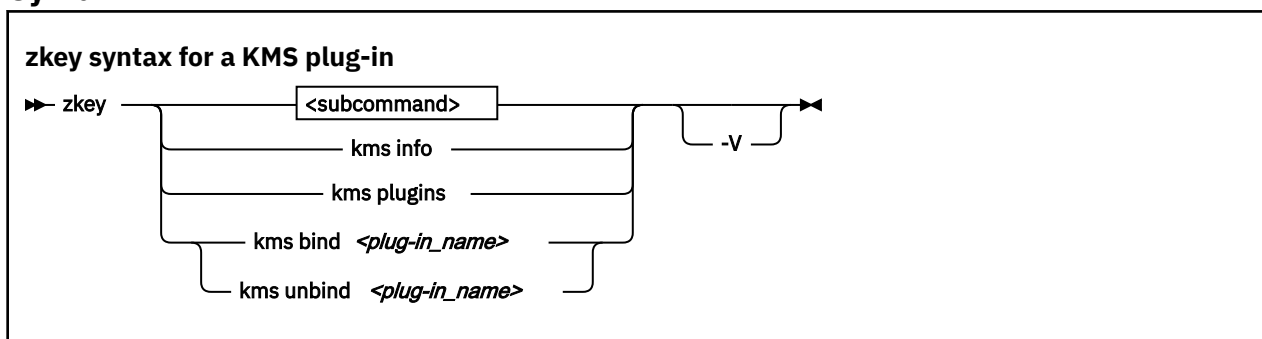 zkey syntax for a KMS plug-in
zkey <subcommand>
-V
kms info
kms plugins
kms bind <plug-in_name>
kms unbind <plug-in_name>